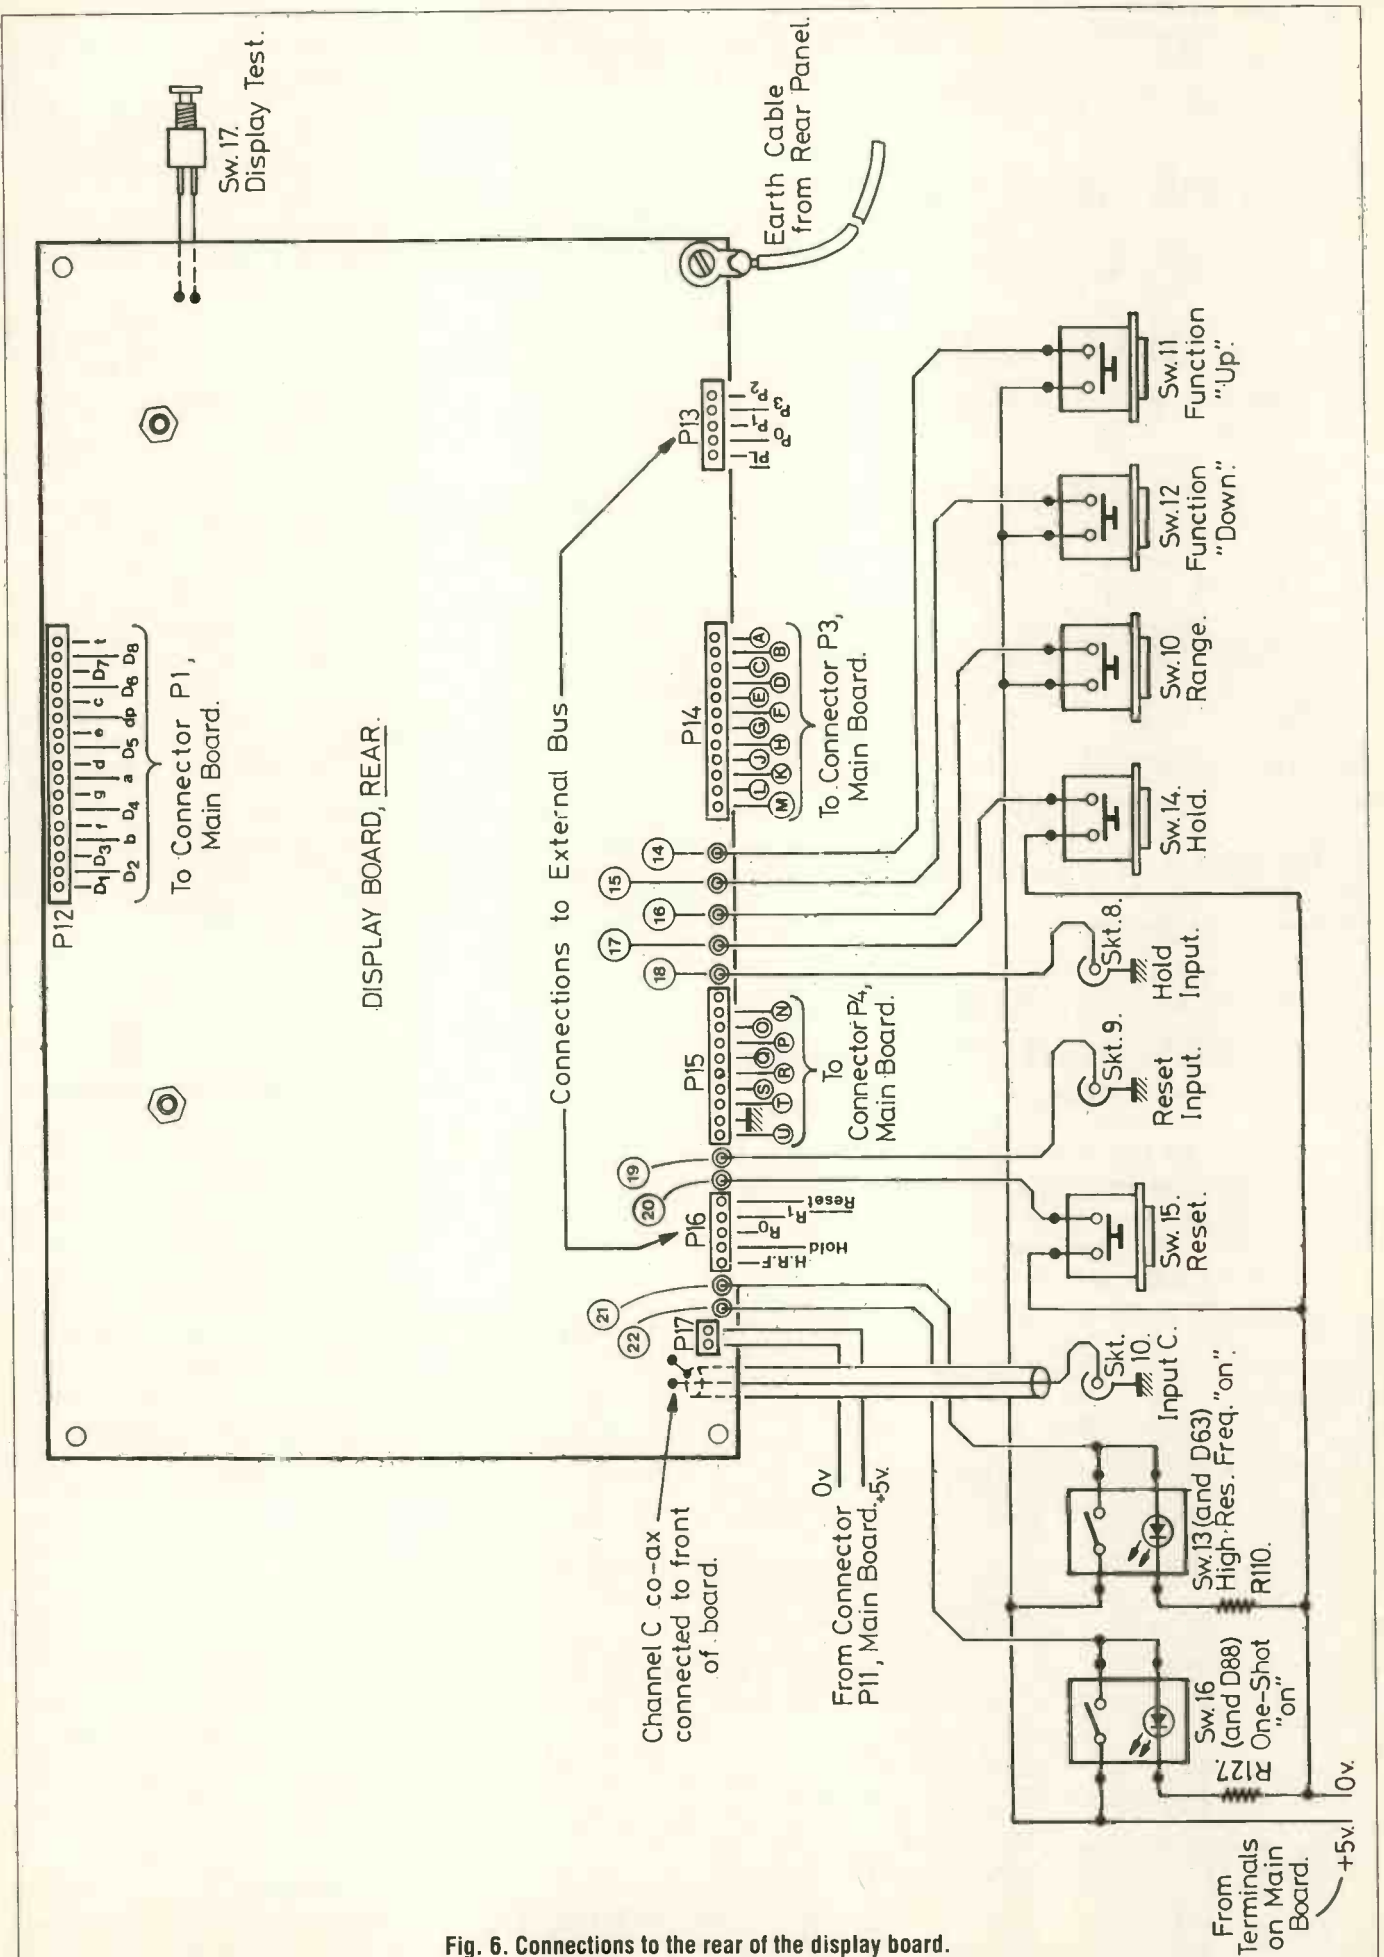 Sw.17.
Display Test.
Earth Cable
from Rear Panel.
P12
D1 D3 f g d e c D7 t
D2 b D4 a D5 dp D6 D8
To Connector P1,
Main Board.
DISPLAY BOARD, REAR.
Connections to External Bus
P13
PL P0 P1 P3 P2
P14
A B C D E F G H J K L M
To Connector P3,
Main Board.
14
15
16
17
18
P15
N O P Q R S T U
To
Connector P4,
Main Board.
19
20
P16
H.R.F. Hold R0 R1 Reset
21
22
P17
Channel C co-ax
connected to front
of board.
0v
+5v.
From Connector
P11, Main Board.
Sw.11
Function
"Up".
Sw.12
Function
"Down."
Sw.10
Range.
Sw.14.
Hold.
Skt.8.
Hold
Input.
Skt.9.
Reset
Input.
Sw.15.
Reset.
Skt.
10.
Input C.
Sw.13 (and D63)
High-Res. Freq. "on".
R110.
Sw.16
(and D88)
One-Shot
"on"
R127.
From
Terminals
on Main
Board.
+5v.
0v.
Fig. 6. Connections to the rear of the display board.